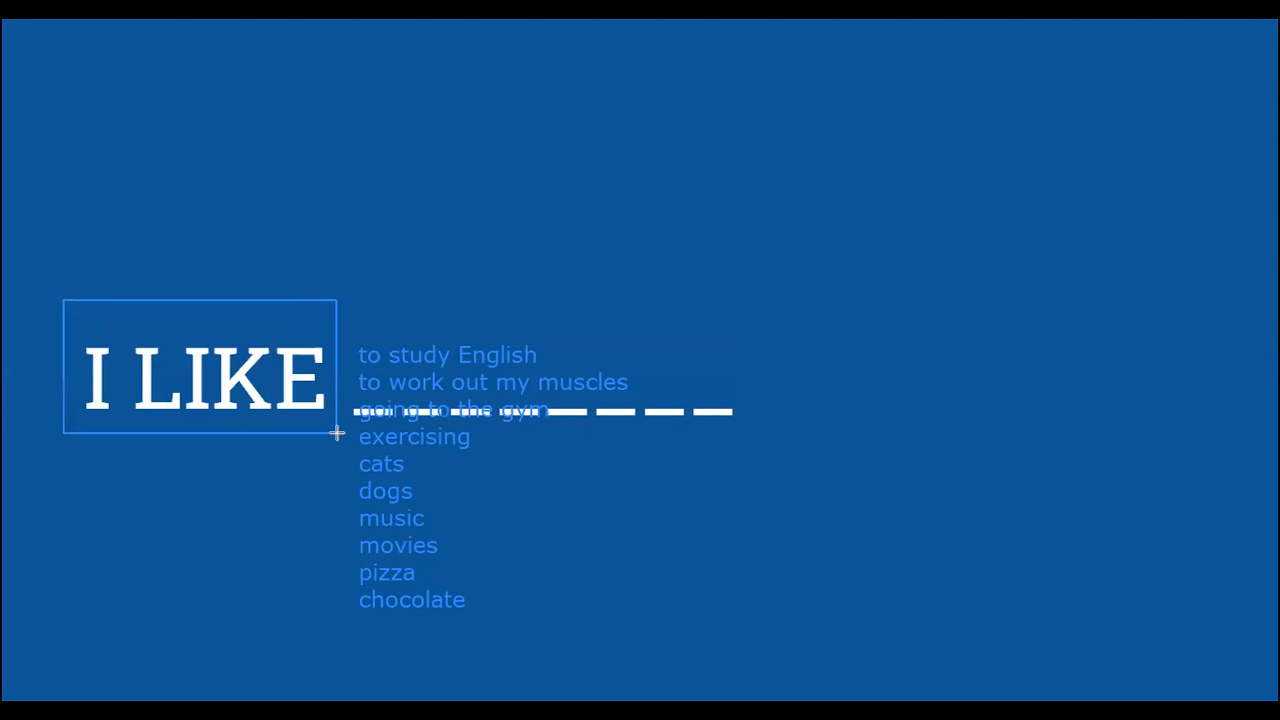 I LIKE ________
to study English
to work out my muscles
going to the gym
exercising
cats
dogs
music
movies
pizza
chocolate